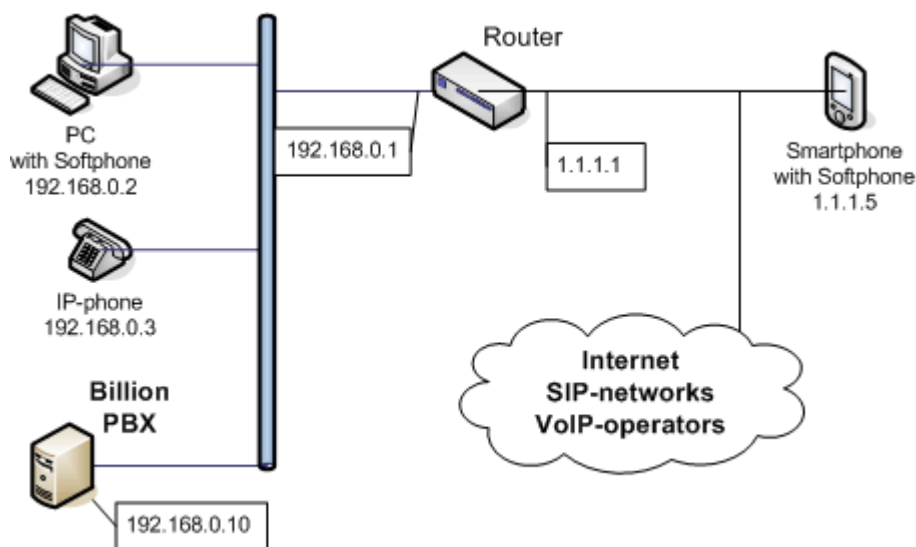 Router
PC
with Softphone
192.168.0.2
192.168.0.1
1.1.1.1
Smartphone
with Softphone
1.1.1.5
IP-phone
192.168.0.3
Internet
SIP-networks
VoIP-operators
Billion
PBX
192.168.0.10